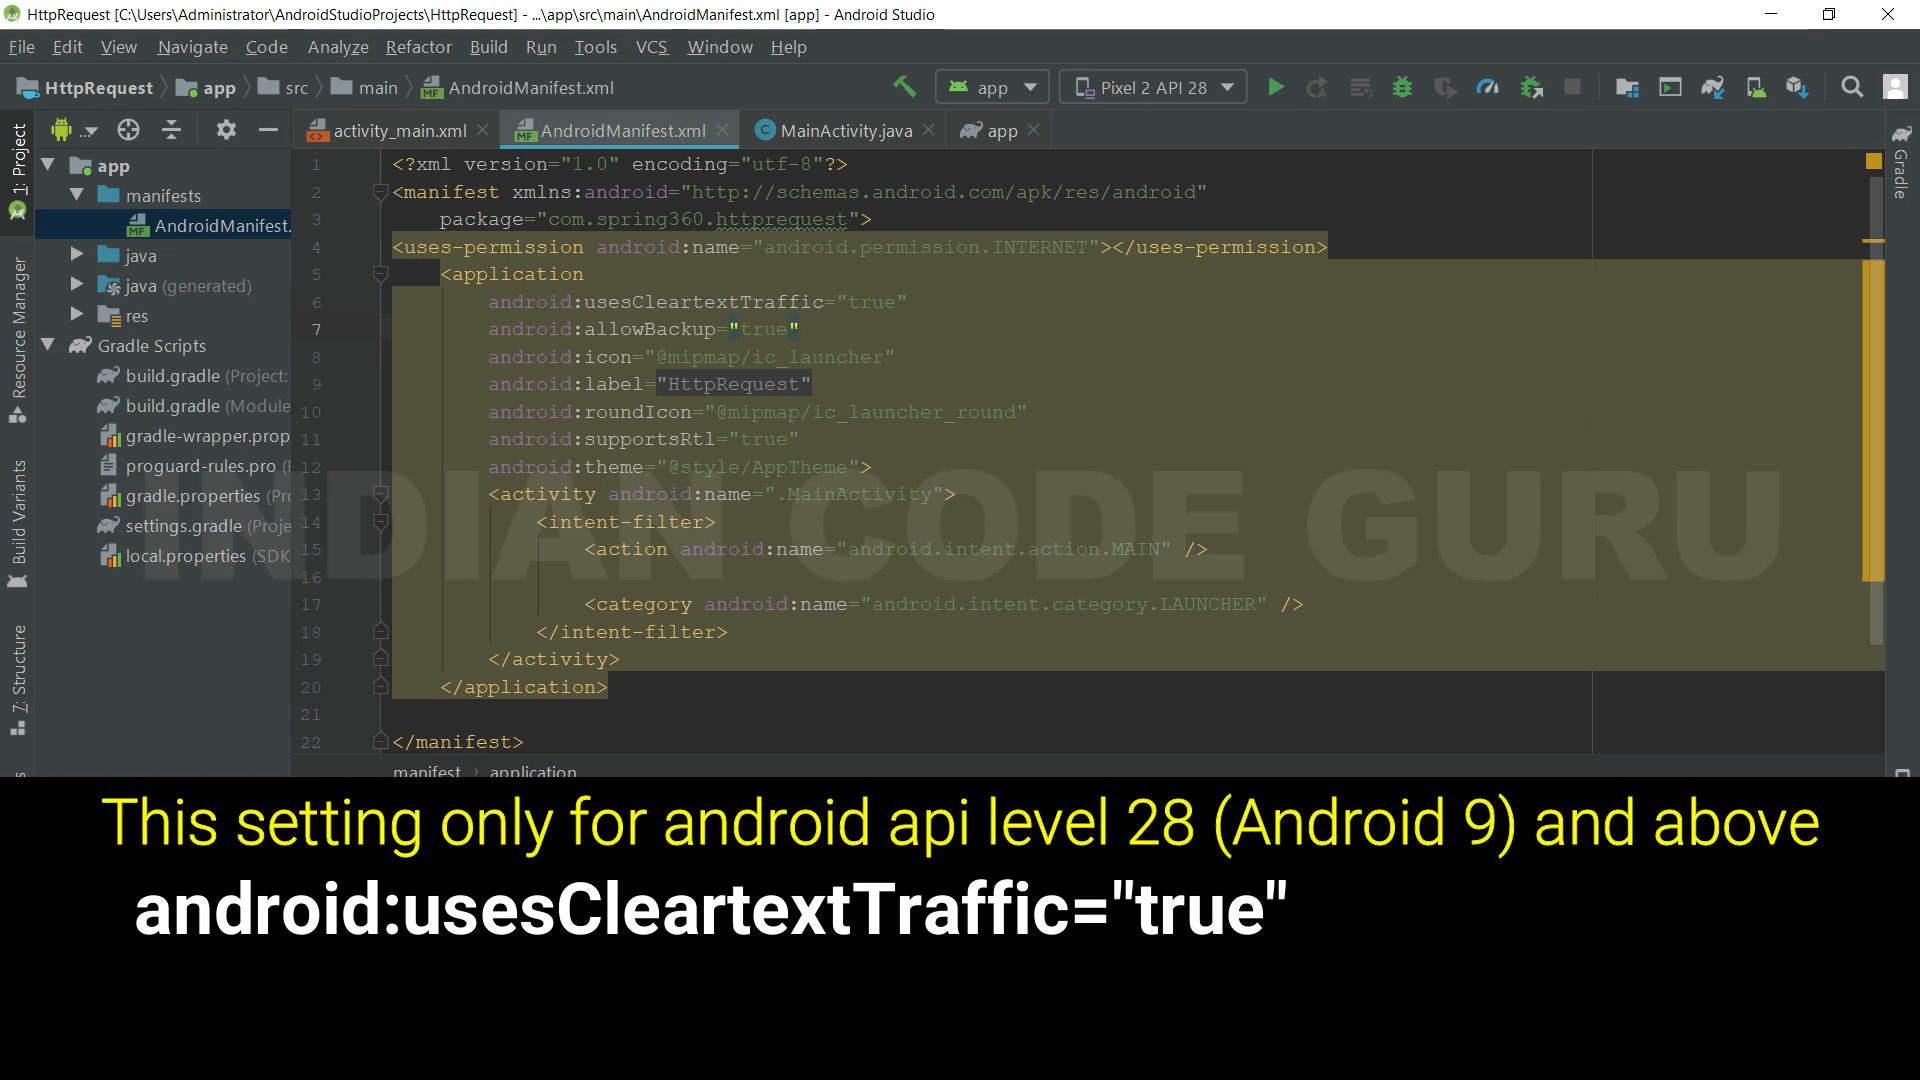 HttpRequest [C:\Users\Administrator\AndroidStudioProjects\HttpRequest] - ...\app\src\main\AndroidManifest.xml [app] - Android Studio
File Edit View Navigate Code Analyze Refactor Build Run Tools VCS Window Help
HttpRequest app src main AndroidManifest.xml app Pixel 2 API 28
activity_main.xml AndroidManifest.xml MainActivity.java app
1: Project
Resource Manager
Build Variants
7: Structure
Gradle
app
manifests
AndroidManifest.
java
java (generated)
res
Gradle Scripts
build.gradle (Project:
build.gradle (Module
gradle-wrapper.prop
proguard-rules.pro (
gradle.properties (Pro
settings.gradle (Proje
local.properties (SDK
1 <?xml version="1.0" encoding="utf-8"?>
2 <manifest xmlns:android="http://schemas.android.com/apk/res/android"
3 package="com.spring360.httprequest">
4 <uses-permission android:name="android.permission.INTERNET"></uses-permission>
5 <application
6 android:usesCleartextTraffic="true"
7 android:allowBackup="true"
8 android:icon="@mipmap/ic_launcher"
9 android:label="HttpRequest"
10 android:roundIcon="@mipmap/ic_launcher_round"
11 android:supportsRtl="true"
12 android:theme="@style/AppTheme">
13 <activity android:name=".MainActivity">
14 <intent-filter>
15 <action android:name="android.intent.action.MAIN" />
16
17 <category android:name="android.intent.category.LAUNCHER" />
18 </intent-filter>
19 </activity>
20 </application>
21
22 </manifest>
INDIAN CODE GURU
manifest application
This setting only for android api level 28 (Android 9) and above
android:usesCleartextTraffic="true"